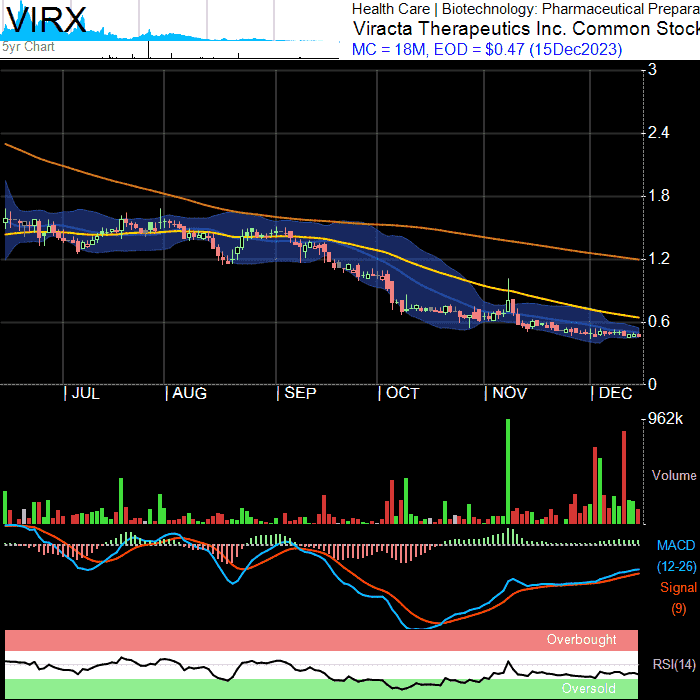 VIRX
5yr Chart
Health Care | Biotechnology: Pharmaceutical Prepara
Viracta Therapeutics Inc. Common Stock
MC = 18M, EOD = $0.47 (15Dec2023)
3
2.4
1.8
1.2
0.6
0
| JUL | AUG | SEP | OCT | NOV | DEC
962k
Volume
MACD
(12-26)
Signal
(9)
Overbought
RSI(14)
Oversold